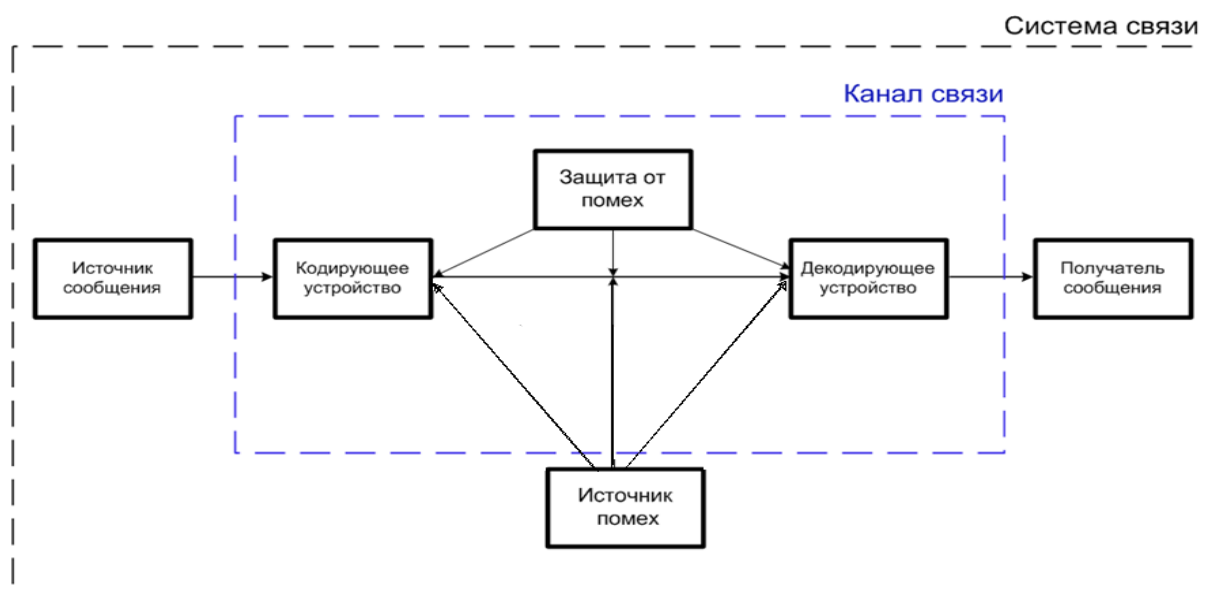 Система связи
Канал связи
Защита от
помех
Источник
сообщения
Кодирующее
устройство
Декодирующее
устройство
Получатель
сообщения
Источник
помех